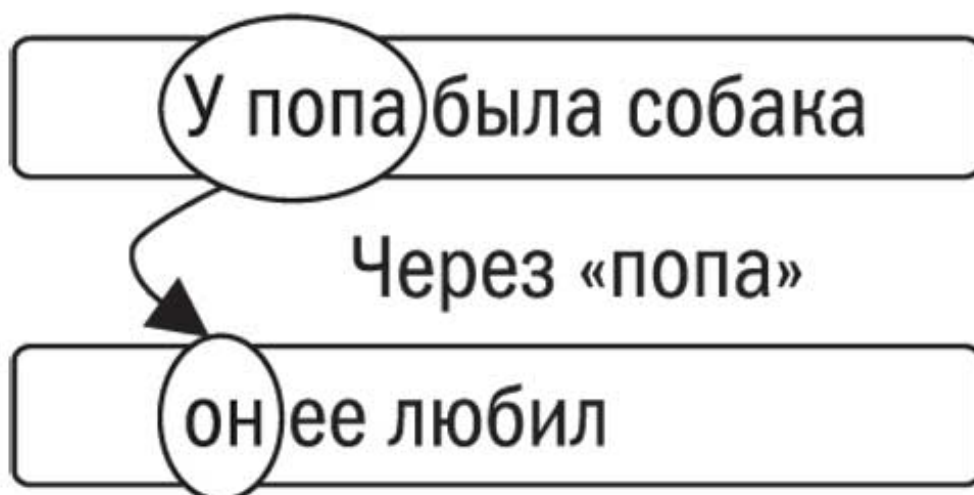 У попа была собака
Через «попа»
он ее любил